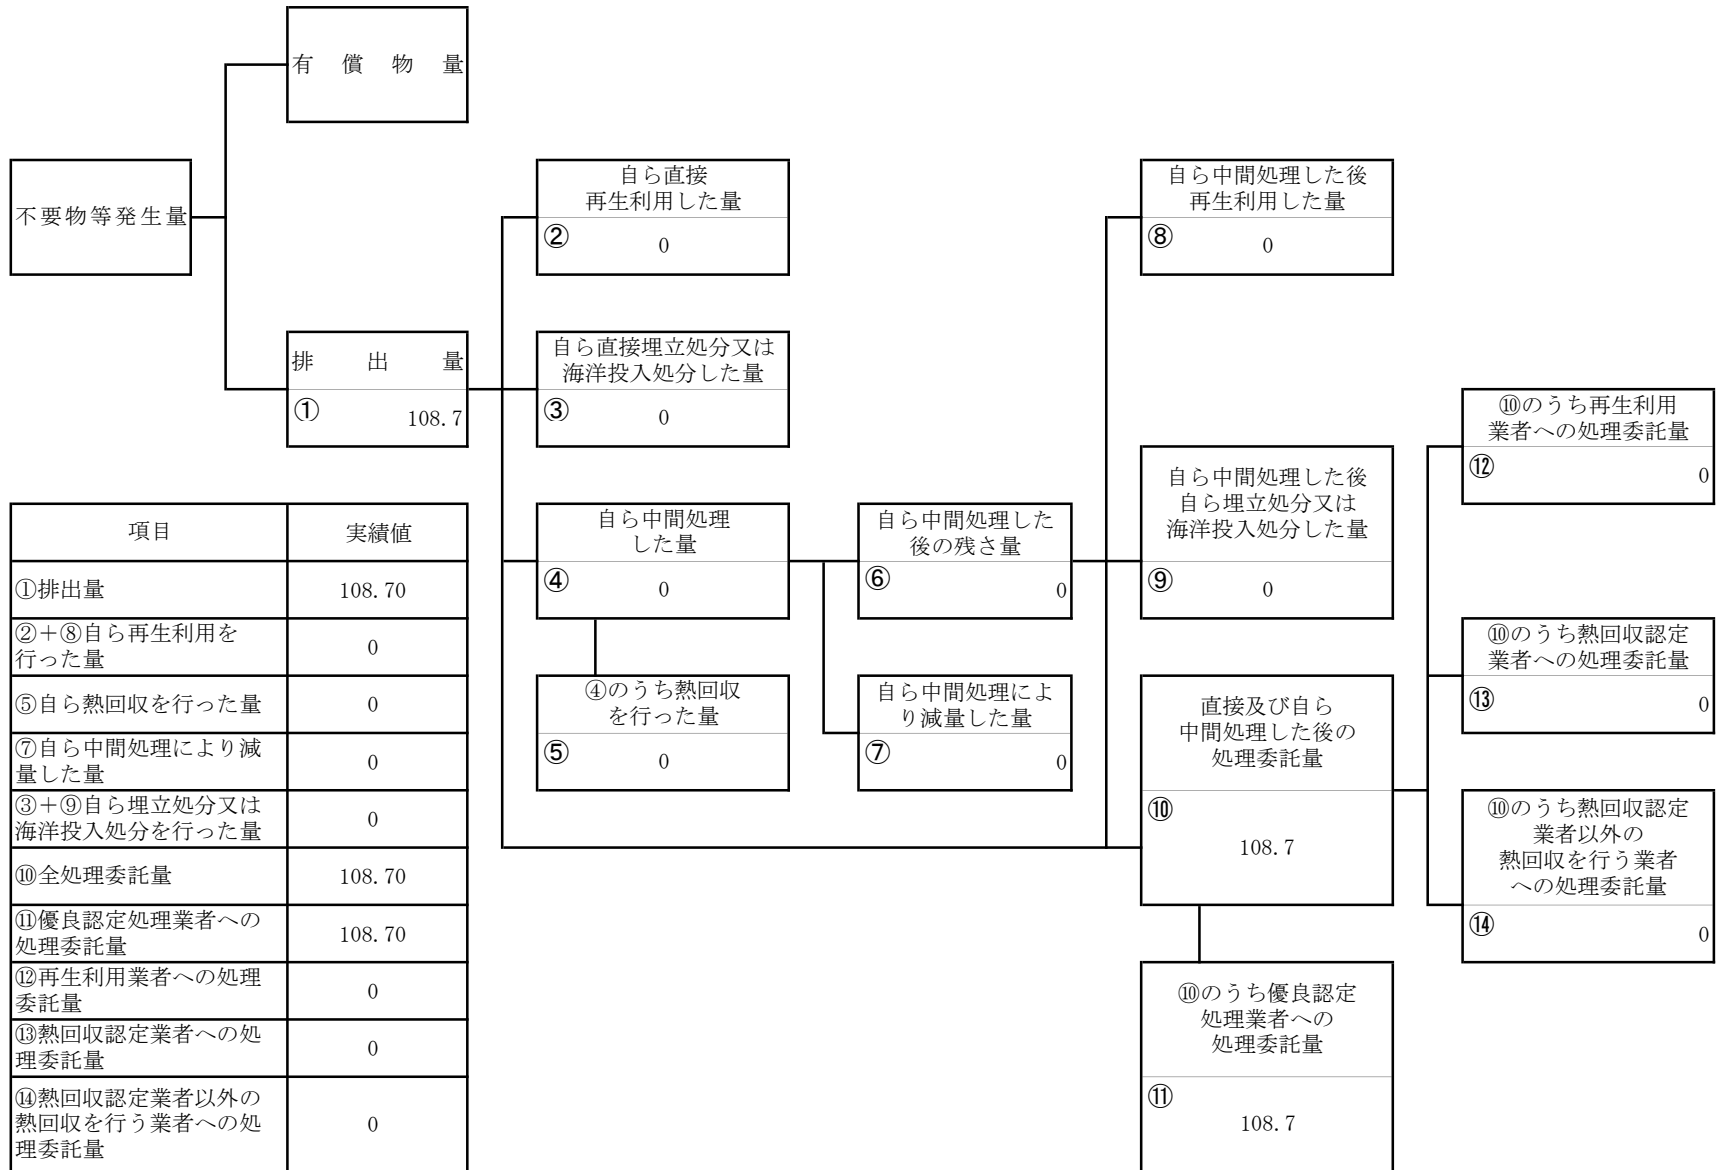 有償物量
不要物等発生量
排出量
①
108.7
自ら直接
再生利用した量
②
0
自ら直接埋立処分又は
海洋投入処分した量
③
0
自ら中間処理
した量
④
0
④のうち熱回収
を行った量
⑤
0
自ら中間処理した
後の残さ量
⑥
0
自ら中間処理によ
り減量した量
⑦
0
自ら中間処理した後
再生利用した量
⑧
0
自ら中間処理した後
自ら埋立処分又は
海洋投入処分した量
⑨
0
直接及び自ら
中間処理した後の
処理委託量
⑩
108.7
⑩のうち優良認定
処理業者への
処理委託量
⑪
108.7
⑩のうち再生利用
業者への処理委託量
⑫
0
⑩のうち熱回収認定
業者への処理委託量
⑬
0
⑩のうち熱回収認定
業者以外の
熱回収を行う業者
への処理委託量
⑭
0
項目 実績値
①排出量 108.70
②＋⑧自ら再生利用を
行った量 0
⑤自ら熱回収を行った量 0
⑦自ら中間処理により減
量した量 0
③＋⑨自ら埋立処分又は
海洋投入処分を行った量 0
⑩全処理委託量 108.70
⑪優良認定処理業者への
処理委託量 108.70
⑫再生利用業者への処理
委託量 0
⑬熱回収認定業者への処
理委託量 0
⑭熱回収認定業者以外の
熱回収を行う業者への処
理委託量 0